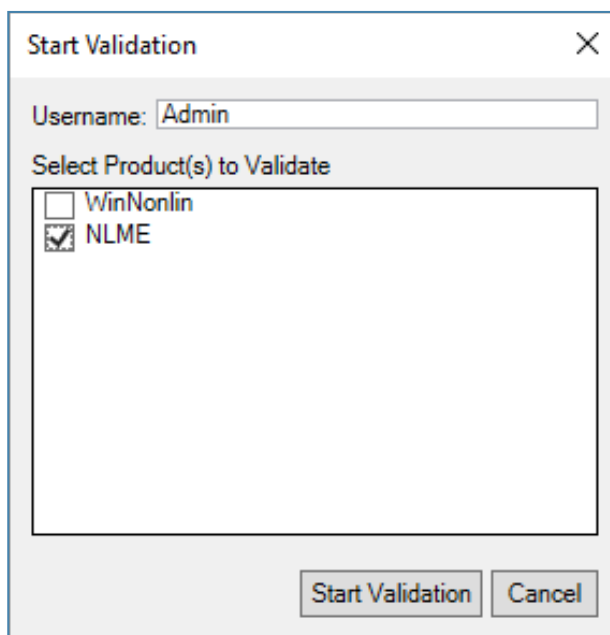 Start Validation
Username: Admin
Select Product(s) to Validate
WinNonlin
NLME
Start Validation Cancel